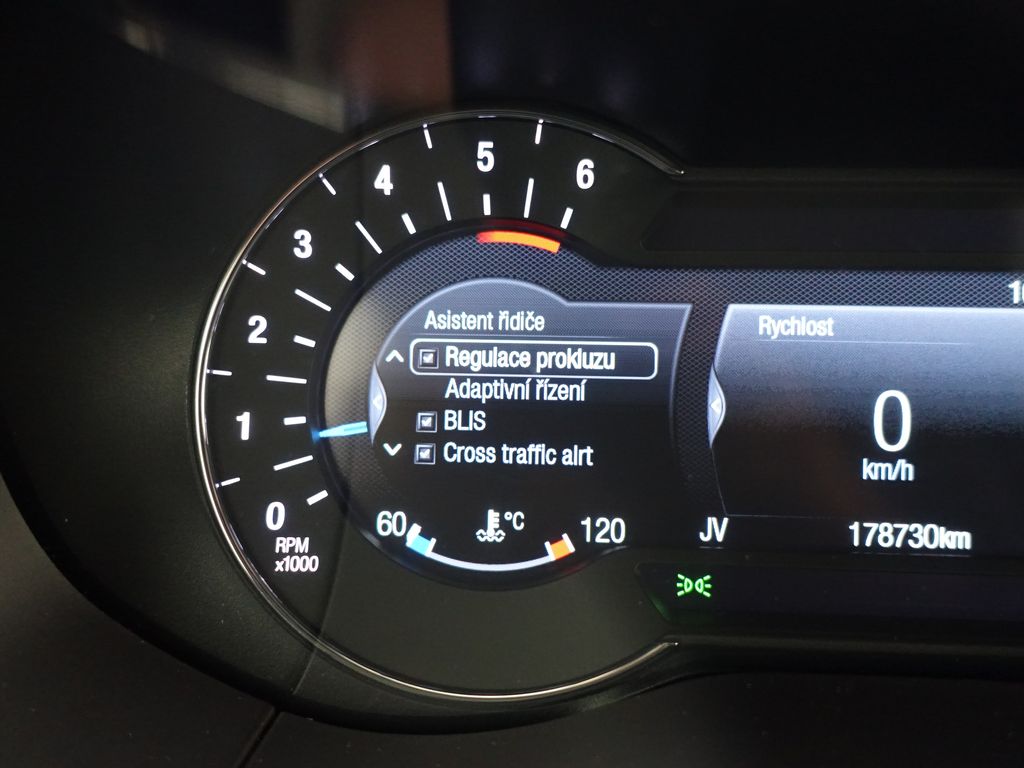 6
5
4
3
2
1
0
RPM
x1000
Asistent řidiče
Regulace prokluzu
Adaptivní řízení
BLIS
Cross traffic airt
60
°C
120
Rychlost
0
km/h
JV
178730km